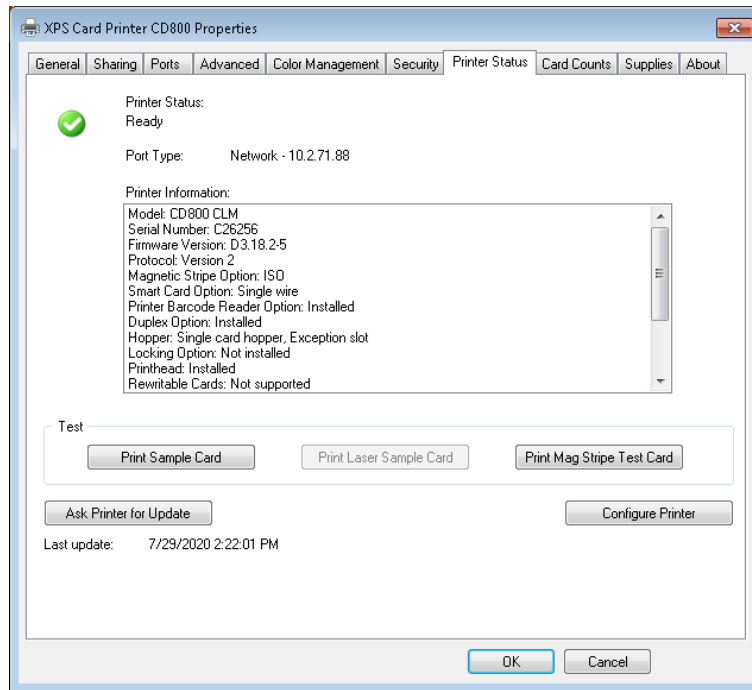 XPS Card Printer CD800 Properties
General Sharing Ports Advanced Color Management Security Printer Status Card Counts Supplies About
Printer Status:
Ready
Port Type: Network - 10.2.71.88
Printer Information:
Model: CD800 CLM
Serial Number: C26256
Firmware Version: D3.18.2-5
Protocol: Version 2
Magnetic Stripe Option: ISO
Smart Card Option: Single wire
Printer Barcode Reader Option: Installed
Duplex Option: Installed
Hopper: Single card hopper, Exception slot
Locking Option: Not installed
Printhead: Installed
Rewritable Cards: Not supported
Test
Print Sample Card Print Laser Sample Card Print Mag Stripe Test Card
Ask Printer for Update Configure Printer
Last update: 7/29/2020 2:22:01 PM
OK Cancel